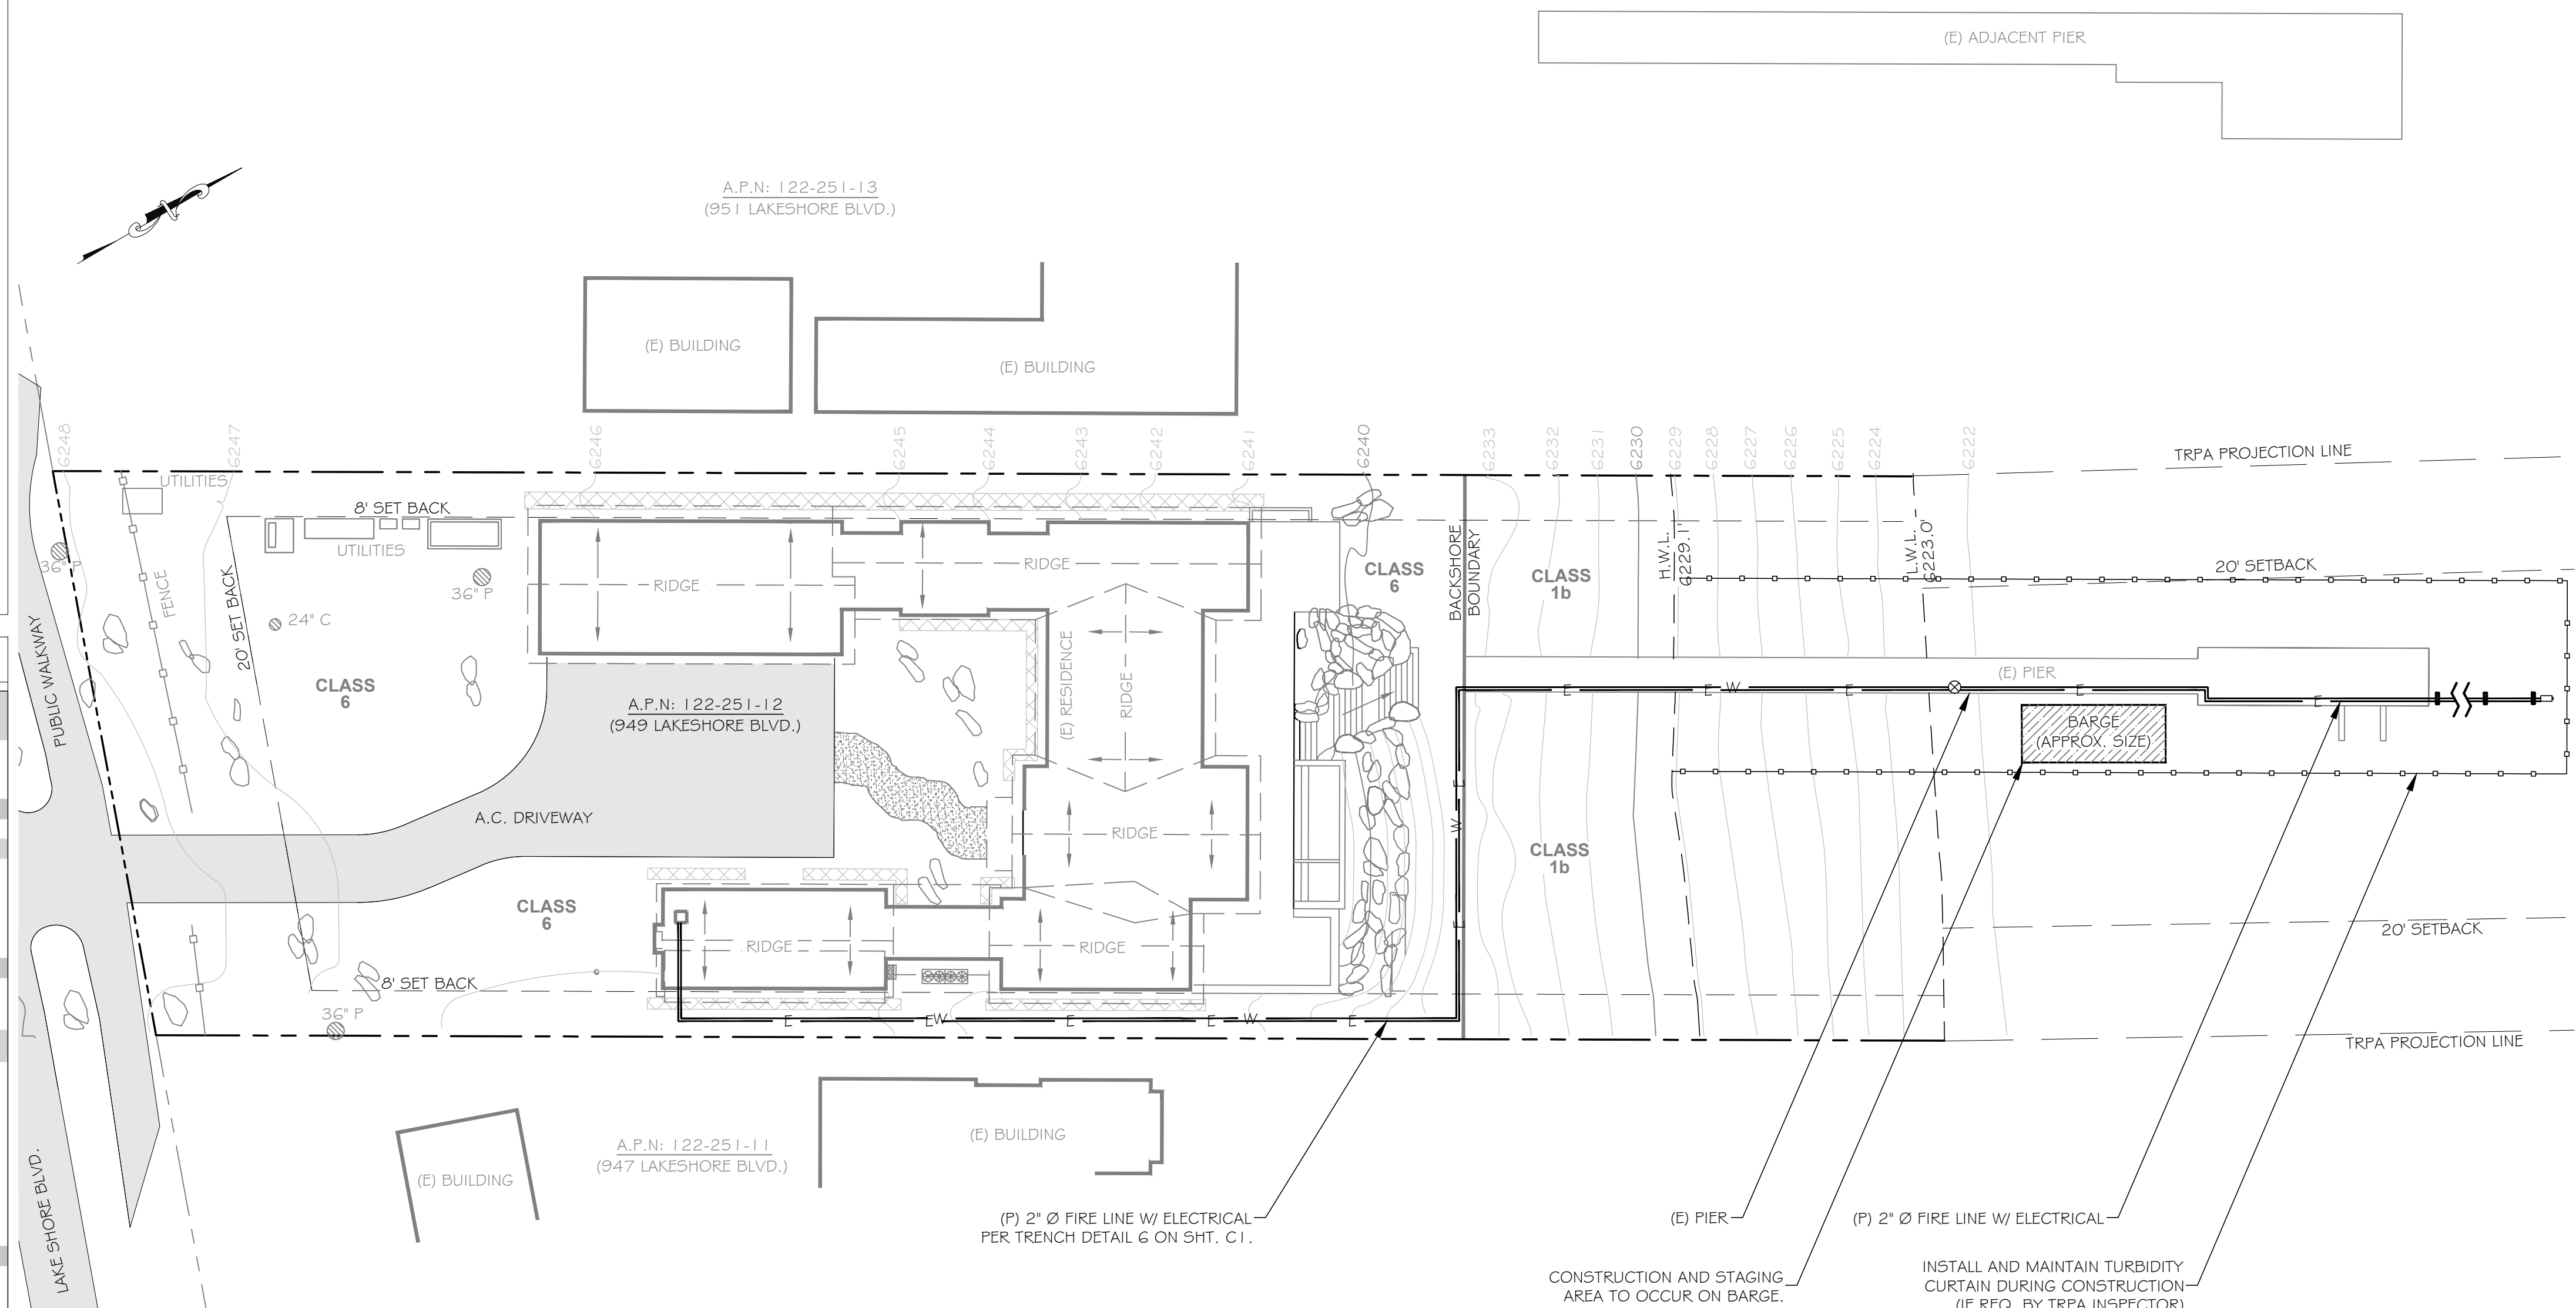 (E) ADJACENT PIER
A.P.N: 122-251-13
(951 LAKESHORE BLVD.)
(E) BUILDING
(E) BUILDING
6248
6247
6246
6245
6244
6243
6242
6241
6240
6233
6232
6231
6230
6229
6228
6227
6226
6225
6224
6222
TRPA PROJECTION LINE
UTILITIES
8' SET BACK
UTILITIES
36" P
FENCE
20' SET BACK
24" C
36" P
CLASS
6
RIDGE
RIDGE
(E) RESIDENCE
RIDGE
CLASS
6
BACKSHORE
BOUNDARY
CLASS
1b
H.W.L.
6229.1'
L.W.L.
6223.0'
20' SETBACK
(E) PIER
E
E
W
E
E
E
BARGE
(APPROX. SIZE)
PUBLIC WALKWAY
A.P.N: 122-251-12
(949 LAKESHORE BLVD.)
A.C. DRIVEWAY
RIDGE
E
W
E
CLASS
1b
CLASS
6
RIDGE
RIDGE
20' SETBACK
8' SET BACK
36" P
E
E
W
E
E
W
E
TRPA PROJECTION LINE
LAKE SHORE BLVD.
(E) BUILDING
A.P.N: 122-251-11
(947 LAKESHORE BLVD.)
(E) BUILDING
(P) 2" Ø FIRE LINE W/ ELECTRICAL
PER TRENCH DETAIL 6 ON SHT. C1.
(E) PIER
(P) 2" Ø FIRE LINE W/ ELECTRICAL
CONSTRUCTION AND STAGING
AREA TO OCCUR ON BARGE.
INSTALL AND MAINTAIN TURBIDITY
CURTAIN DURING CONSTRUCTION
(IF REQ. BY TRPA INSPECTOR)